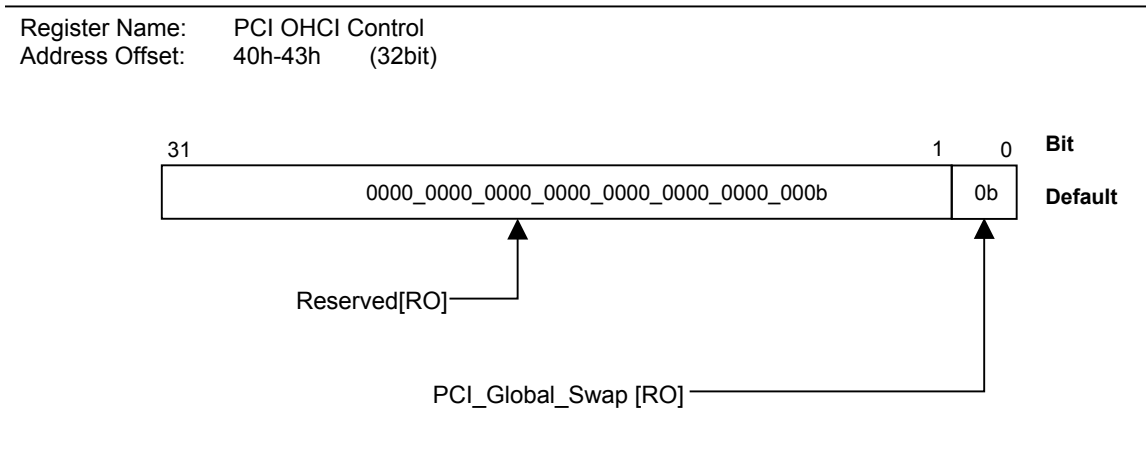 Register Name: PCI OHCI Control
Address Offset: 40h-43h (32bit)
31 1 0 Bit
0000_0000_0000_0000_0000_0000_0000_000b 0b Default
Reserved[RO]
PCI_Global_Swap [RO]